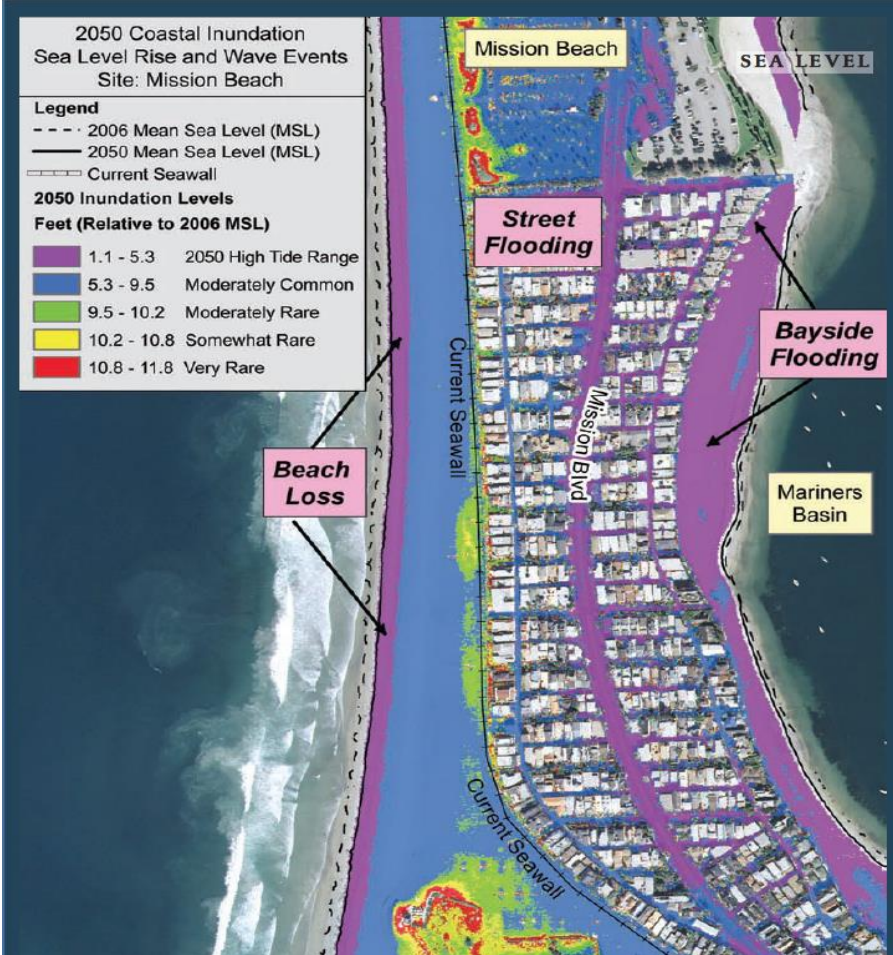 2050 Coastal Inundation
Sea Level Rise and Wave Events
Site: Mission Beach
Legend
2006 Mean Sea Level (MSL)
2050 Mean Sea Level (MSL)
Current Seawall
2050 Inundation Levels
Feet (Relative to 2006 MSL)
1.1 - 5.3 2050 High Tide Range
5.3 - 9.5 Moderately Common
9.5 - 10.2 Moderately Rare
10.2 - 10.8 Somewhat Rare
10.8 - 11.8 Very Rare
Mission Beach
SEA LEVEL
Street
Flooding
Bayside
Flooding
Current Seawall
Mission Blvd
Beach
Loss
Mariners
Basin
Current Seawall